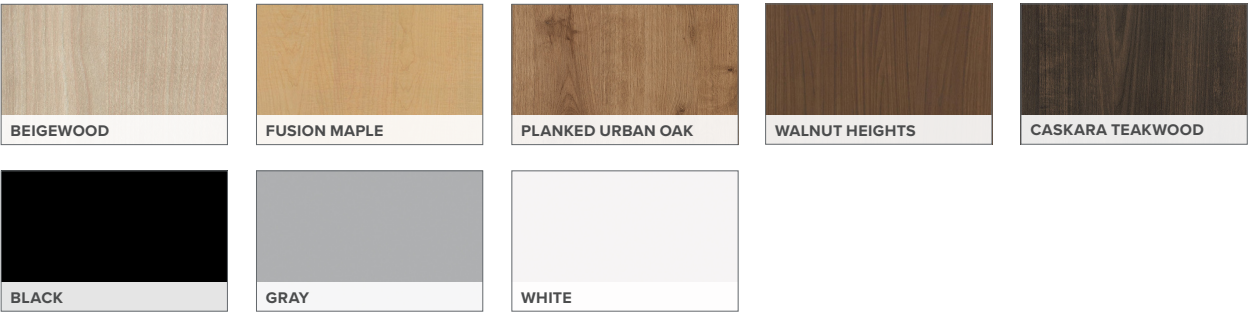 BEIGEWOOD
FUSION MAPLE
PLANKED URBAN OAK
WALNUT HEIGHTS
CASKARA TEAKWOOD
BLACK
GRAY
WHITE